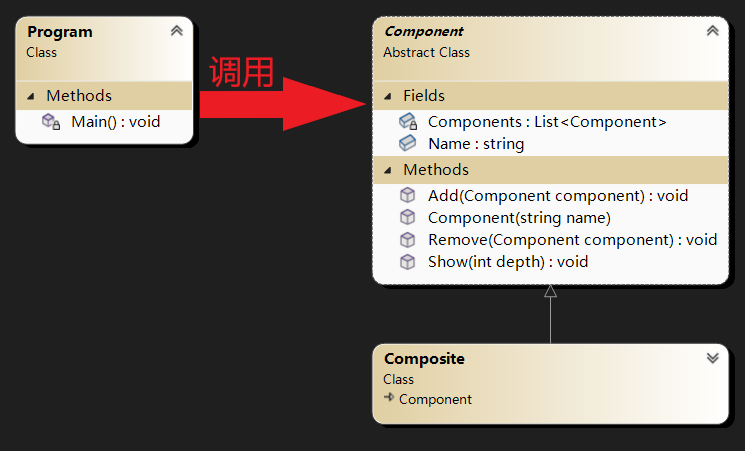 Program
Class
Methods
Main() : void
调用
Component
Abstract Class
Fields
Components : List<Component>
Name : string
Methods
Add(Component component) : void
Component(string name)
Remove(Component component) : void
Show(int depth) : void
Composite
Class
Component